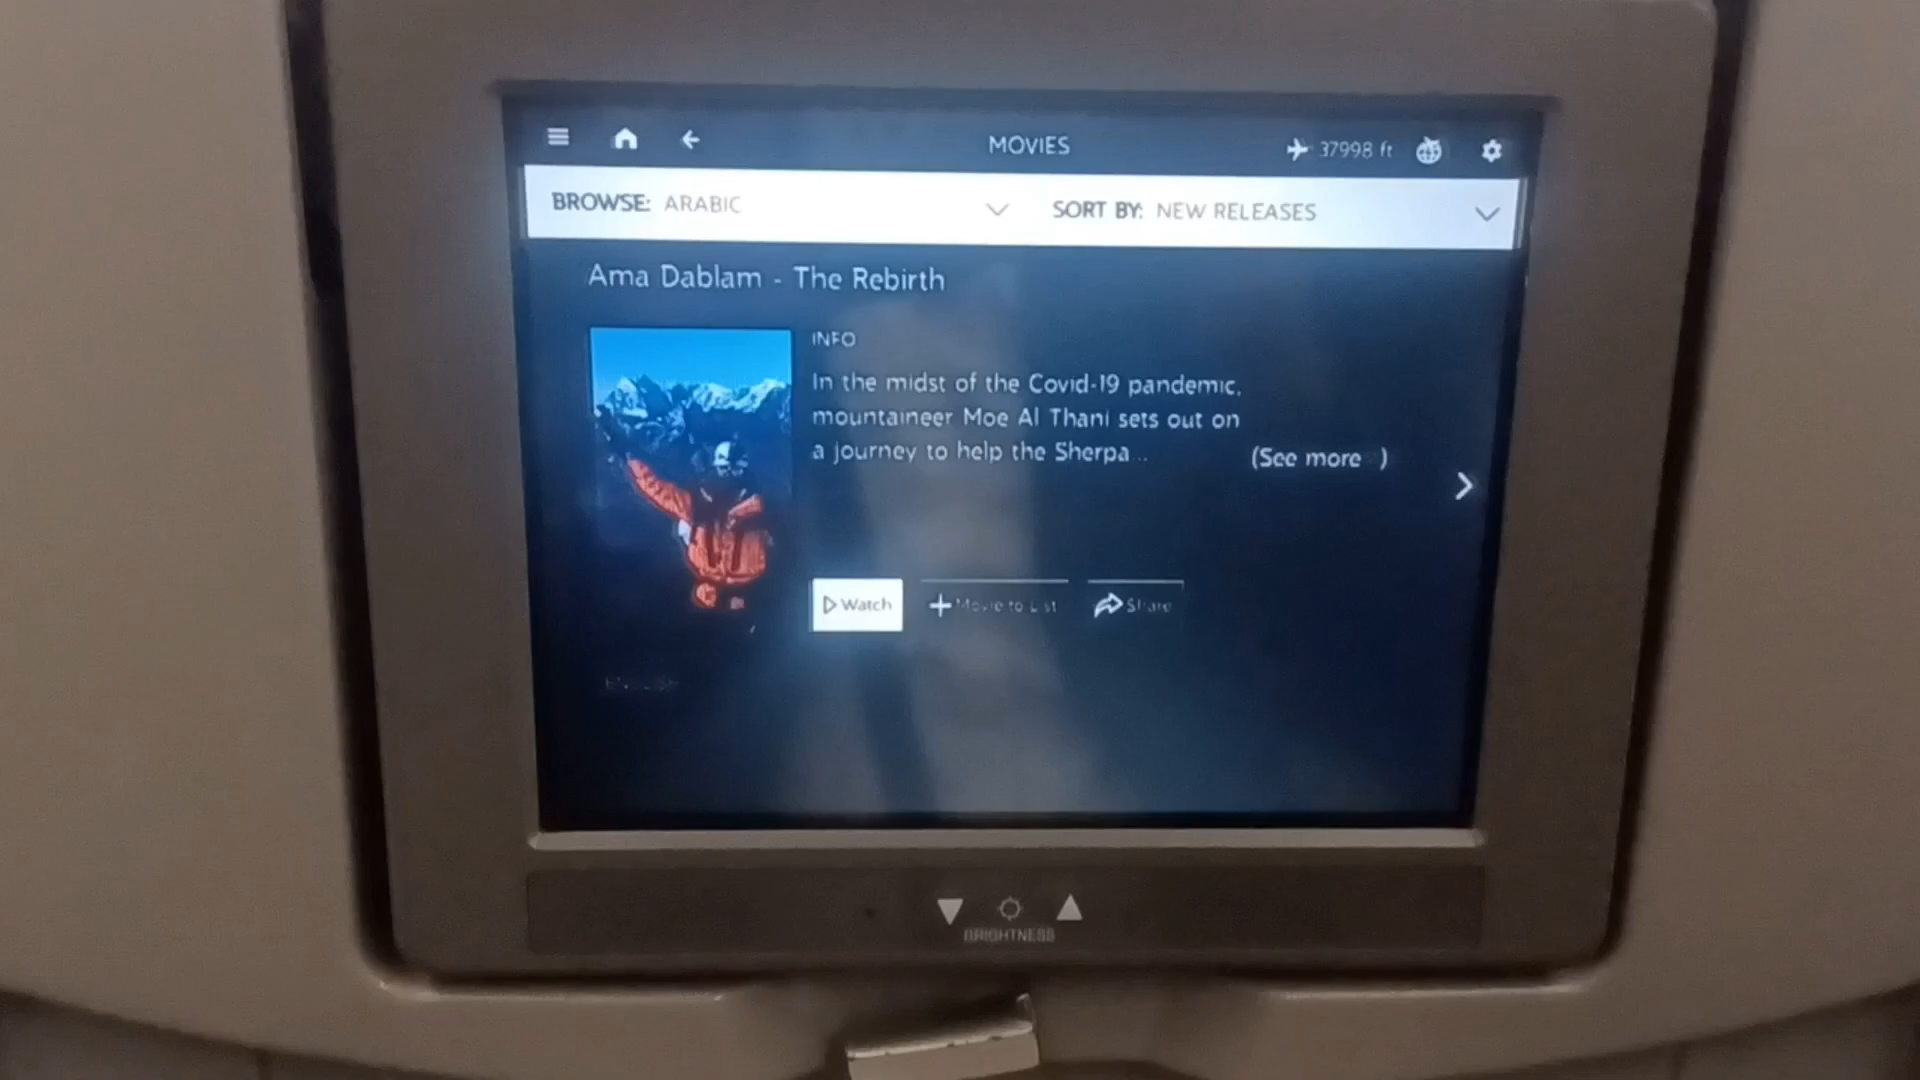 MOVIES
37998 ft
BROWSE: ARABIC
SORT BY: NEW RELEASES
Ama Dablam - The Rebirth
INFO
In the midst of the Covid-19 pandemic,
mountaineer Moe Al Thani sets out on
a journey to help the Sherpa...
(See more )
Watch
Movie to List
Share
ENGLISH
BRIGHTNESS